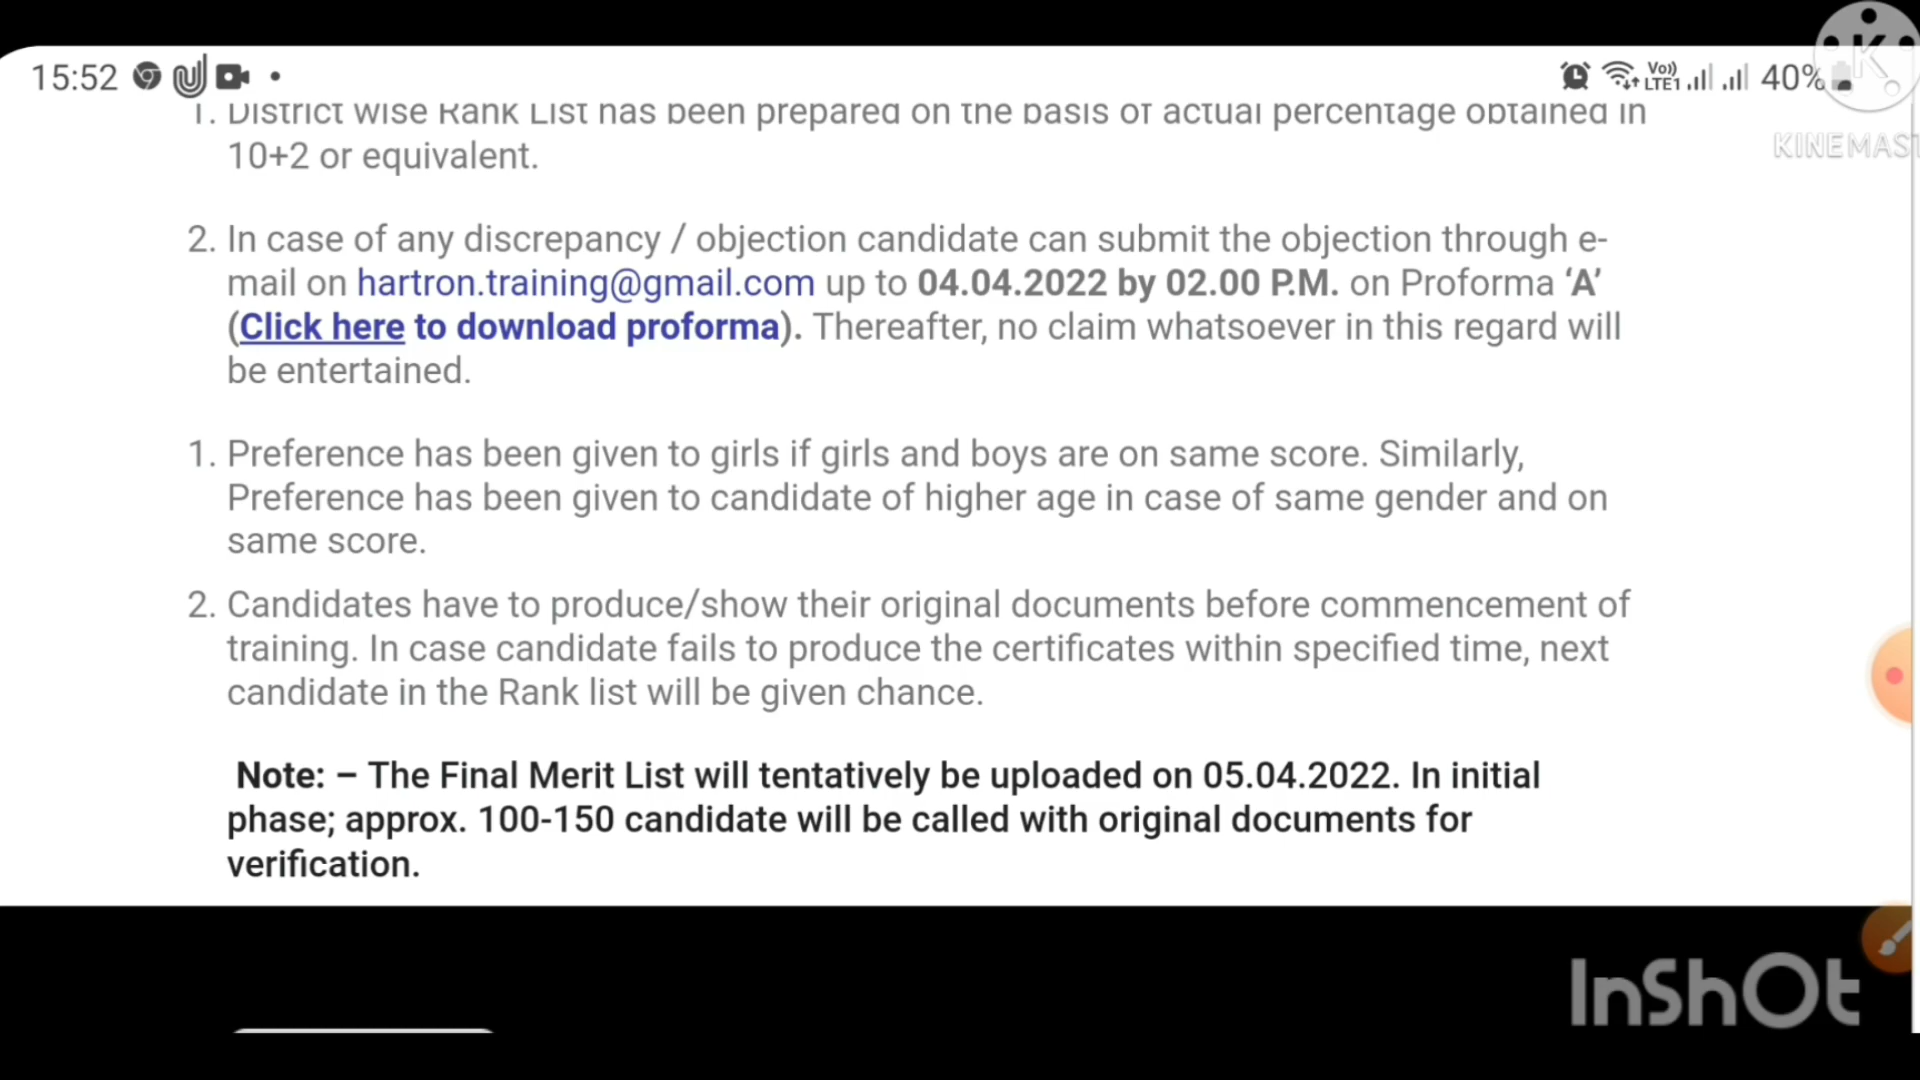 15:52
Vo)) LTE1 40%
1. District wise Rank List has been prepared on the basis of actual percentage obtained in
10+2 or equivalent.
2. In case of any discrepancy / objection candidate can submit the objection through e-
mail on hartron.training@gmail.com up to 04.04.2022 by 02.00 P.M. on Proforma ‘A’
(Click here to download proforma). Thereafter, no claim whatsoever in this regard will
be entertained.
1. Preference has been given to girls if girls and boys are on same score. Similarly,
Preference has been given to candidate of higher age in case of same gender and on
same score.
2. Candidates have to produce/show their original documents before commencement of
training. In case candidate fails to produce the certificates within specified time, next
candidate in the Rank list will be given chance.
Note: – The Final Merit List will tentatively be uploaded on 05.04.2022. In initial
phase; approx. 100-150 candidate will be called with original documents for
verification.
K
KINEMAST
InShOt